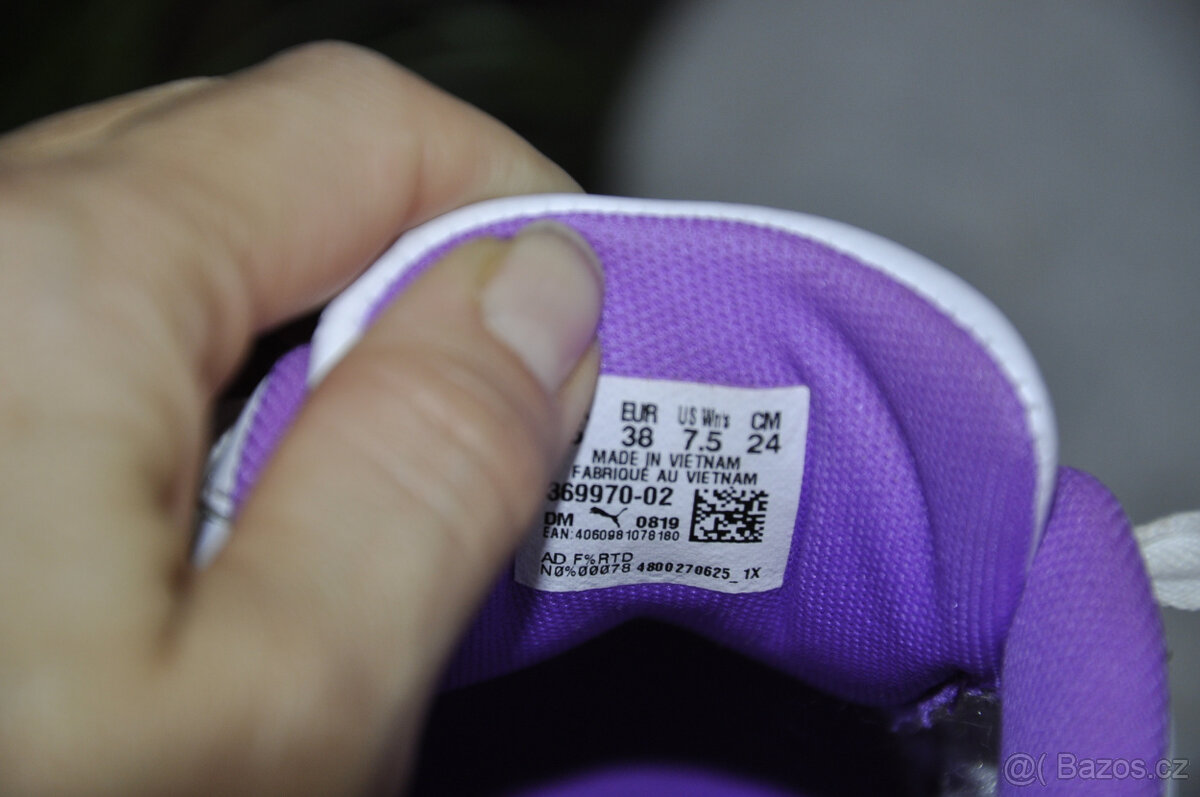 EUR US Wn's CM
38 7.5 24
MADE IN VIETNAM
FABRIQUÉ AU VIETNAM
369970-02
DM 0819
EAN:4060981078180
AD F%RTD
N0%00078 4800270625_1X
@( Bazos.cz